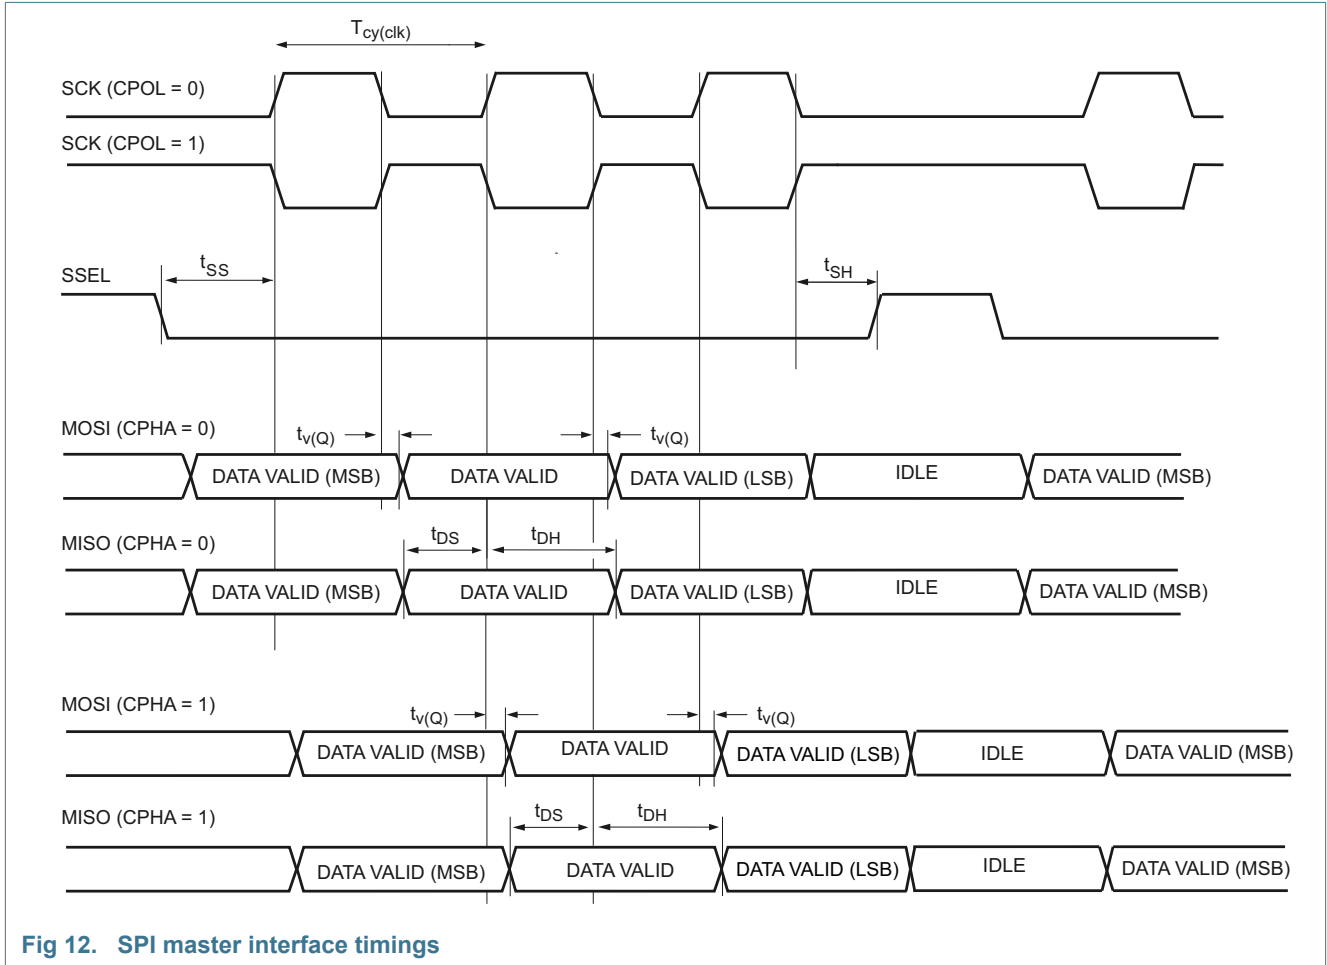 Tcy(clk)
SCK (CPOL = 0)
SCK (CPOL = 1)
SSEL
tSS
tSH
MOSI (CPHA = 0)
tv(Q)
tv(Q)
DATA VALID (MSB) DATA VALID DATA VALID (LSB) IDLE DATA VALID (MSB)
MISO (CPHA = 0)
tDS
tDH
DATA VALID (MSB) DATA VALID DATA VALID (LSB) IDLE DATA VALID (MSB)
MOSI (CPHA = 1)
tv(Q)
tv(Q)
DATA VALID (MSB) DATA VALID DATA VALID (LSB) IDLE DATA VALID (MSB)
MISO (CPHA = 1)
tDS
tDH
DATA VALID (MSB) DATA VALID DATA VALID (LSB) IDLE DATA VALID (MSB)
Fig 12. SPI master interface timings